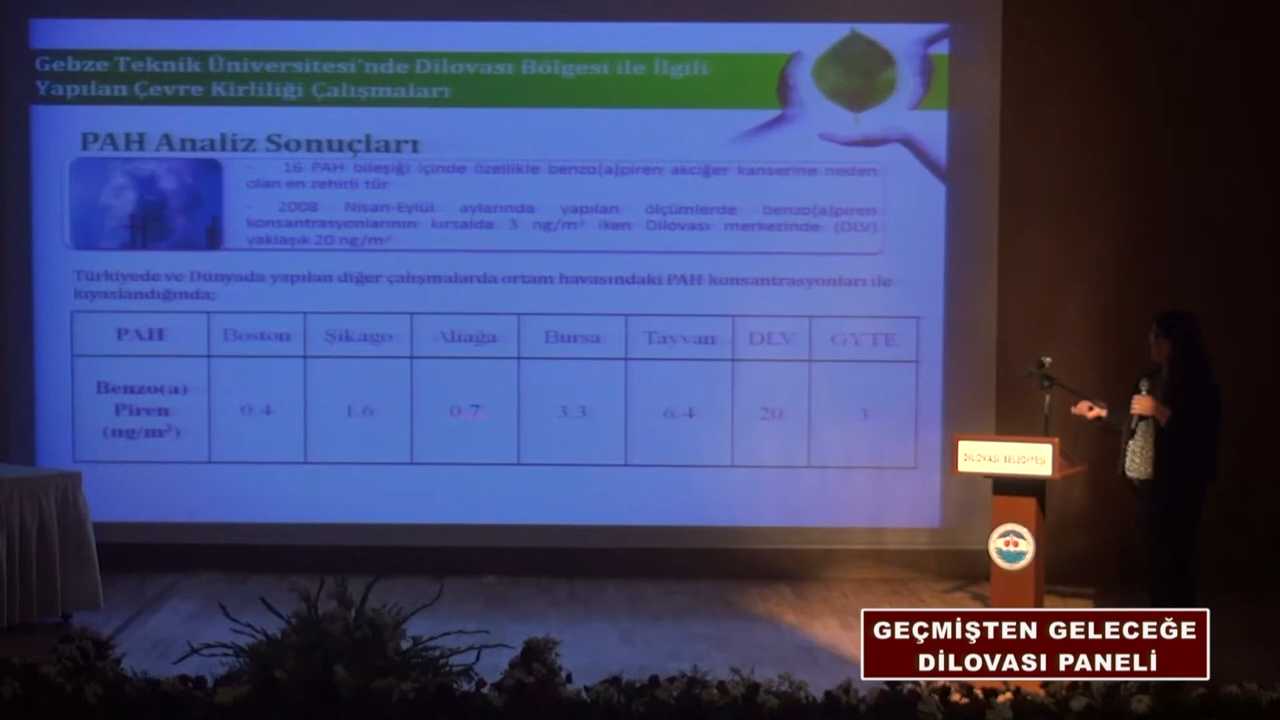 Gebze Teknik Üniversitesi'nde Dilovası Bölgesi ile İlgili
Yapılan Çevre Kirliliği Çalışmaları
PAH Analiz Sonuçları
- 16 PAH bileşiği içinde özellikle benzo[a]piren akciğer kanserine neden
olan en zehirli tür
- 2008 Nisan-Eylül aylarında yapılan ölçümlerde benzo[a]piren
konsantrasyonlarının kırsalda 3 ng/m³ iken Dilovası merkezinde (DLV)
yaklaşık 20 ng/m³
Türkiyede ve Dünyada yapılan diğer çalışmalarda ortam havasındaki PAH konsantrasyonları ile
kıyaslandığında;
PAH Boston Şikago Aliağa Bursa Tayvan DLV GYTE
Benzo(a)
Piren
(ng/m³)
0.4 1.6 0.7 3.3 6.4 20 3
DİLOVASI BELEDİYESİ
GEÇMİŞTEN GELECEĞE
DİLOVASI PANELİ